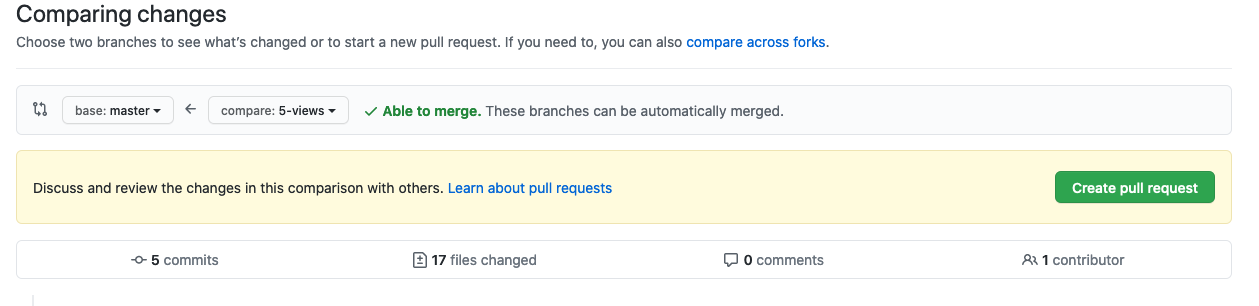 Comparing changes
Choose two branches to see what's changed or to start a new pull request. If you need to, you can also compare across forks.
base: master compare: 5-views Able to merge. These branches can be automatically merged.
Discuss and review the changes in this comparison with others. Learn about pull requests Create pull request
5 commits 17 files changed 0 comments 1 contributor